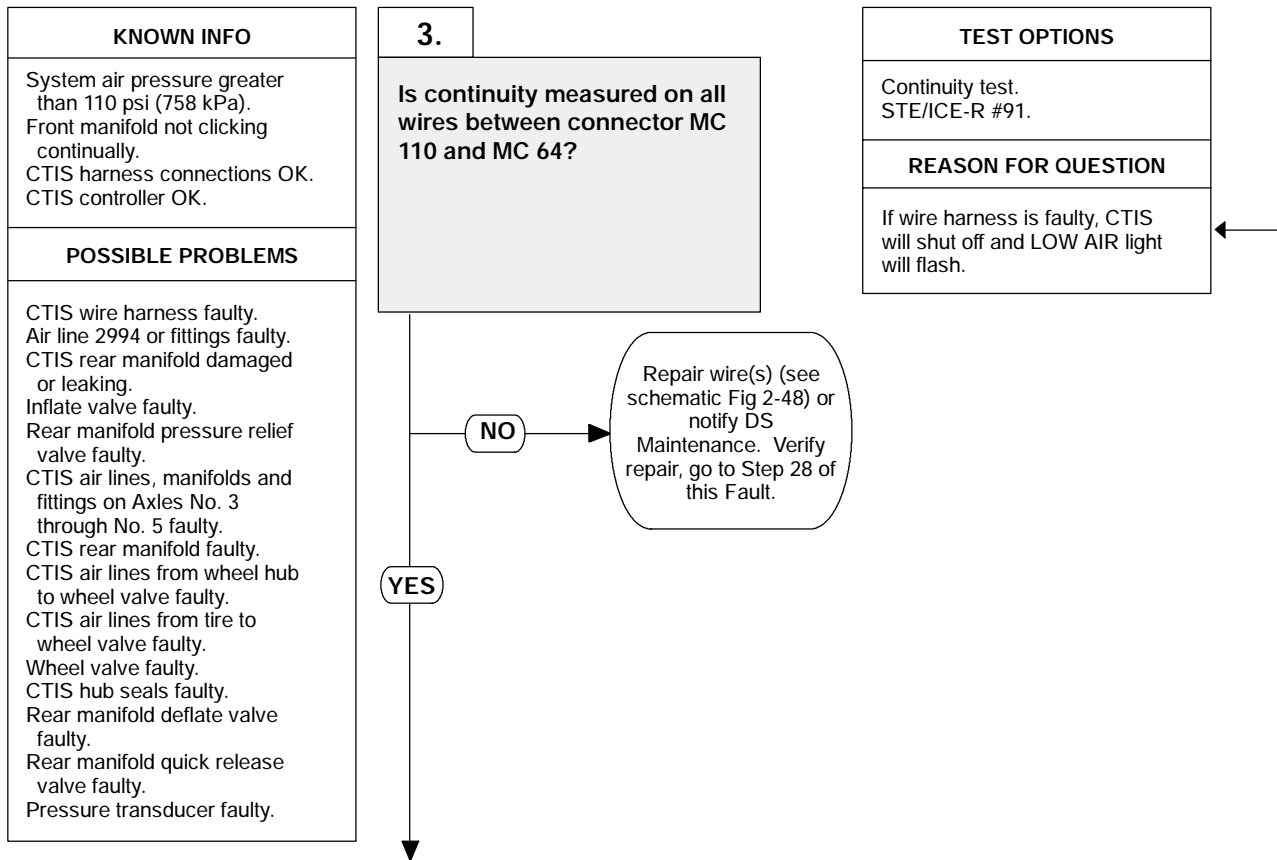 KNOWN INFO
System air pressure greater
than 110 psi (758 kPa).
Front manifold not clicking
continually.
CTIS harness connections OK.
CTIS controller OK.
POSSIBLE PROBLEMS
CTIS wire harness faulty.
Air line 2994 or fittings faulty.
CTIS rear manifold damaged
or leaking.
Inflate valve faulty.
Rear manifold pressure relief
valve faulty.
CTIS air lines, manifolds and
fittings on Axles No. 3
through No. 5 faulty.
CTIS rear manifold faulty.
CTIS air lines from wheel hub
to wheel valve faulty.
CTIS air lines from tire to
wheel valve faulty.
Wheel valve faulty.
CTIS hub seals faulty.
Rear manifold deflate valve
faulty.
Rear manifold quick release
valve faulty.
Pressure transducer faulty.
3.
Is continuity measured on all
wires between connector MC
110 and MC 64?
NO
Repair wire(s) (see
schematic Fig 2-48) or
notify DS
Maintenance. Verify
repair, go to Step 28 of
this Fault.
YES
TEST OPTIONS
Continuity test.
STE/ICE-R #91.
REASON FOR QUESTION
If wire harness is faulty, CTIS
will shut off and LOW AIR light
will flash.